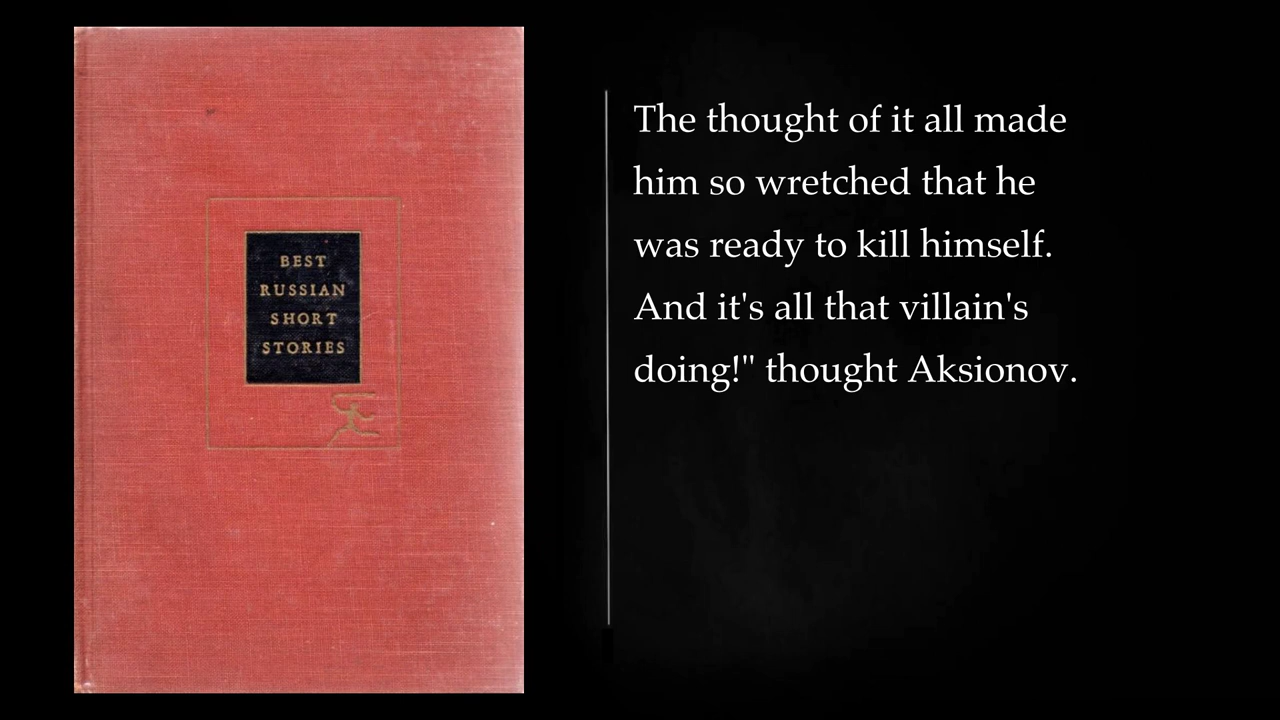 BEST
RUSSIAN
SHORT
STORIES
The thought of it all made
him so wretched that he
was ready to kill himself.
And it's all that villain's
doing!" thought Aksionov.